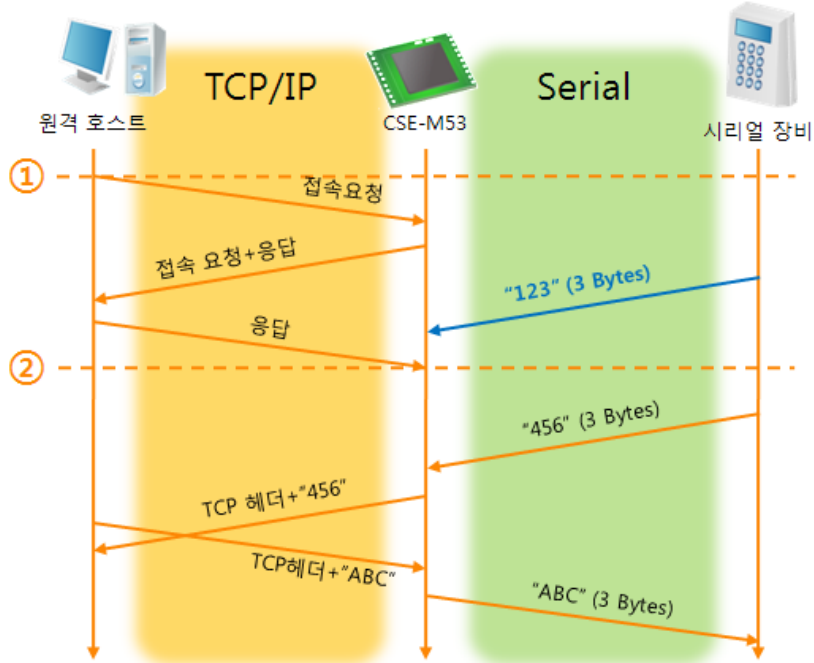 TCP/IP
Serial
원격 호스트
CSE-M53
시리얼 장비
①
접속요청
접속 요청+응답
"123" (3 Bytes)
응답
②
"456" (3 Bytes)
TCP 헤더+"456"
TCP헤더+"ABC"
"ABC" (3 Bytes)